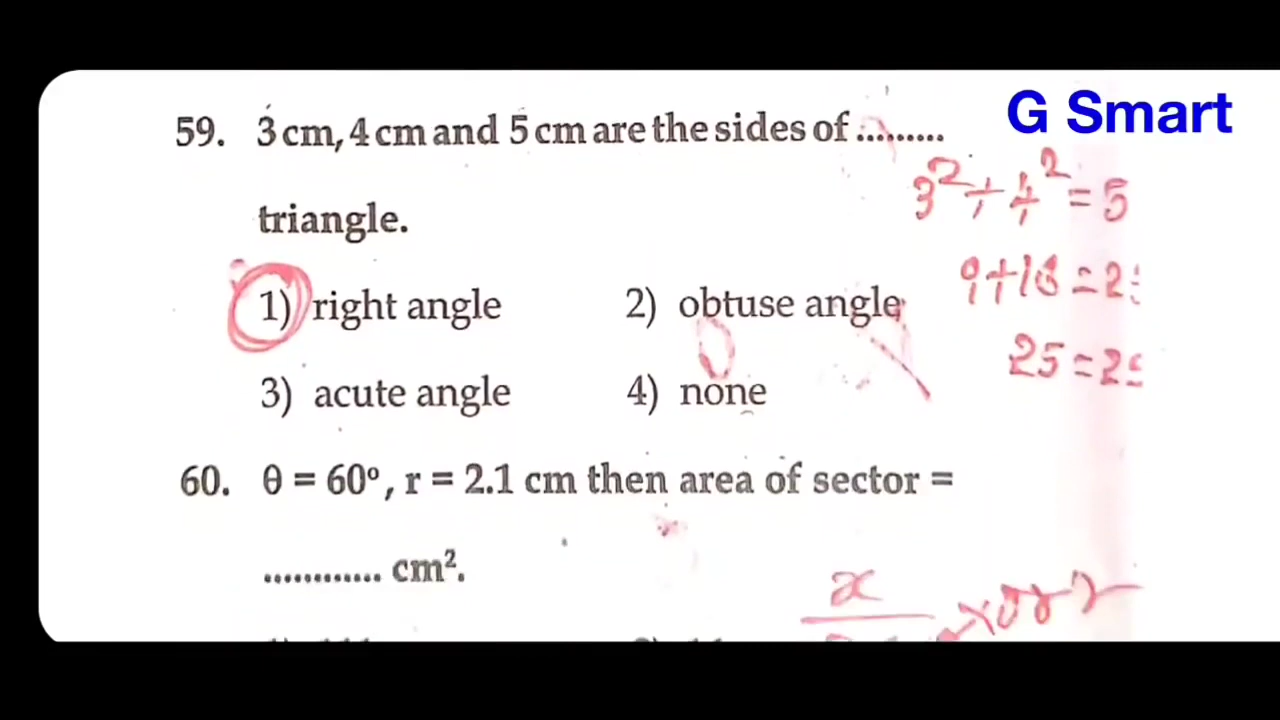 G Smart
59. 3 cm, 4 cm and 5 cm are the sides of .........
triangle.
3² + 4² = 5
1) right angle 2) obtuse angle
9+16 = 25
25 = 25
3) acute angle 4) none
60. θ = 60°, r = 2.1 cm then area of sector =
............ cm².
x